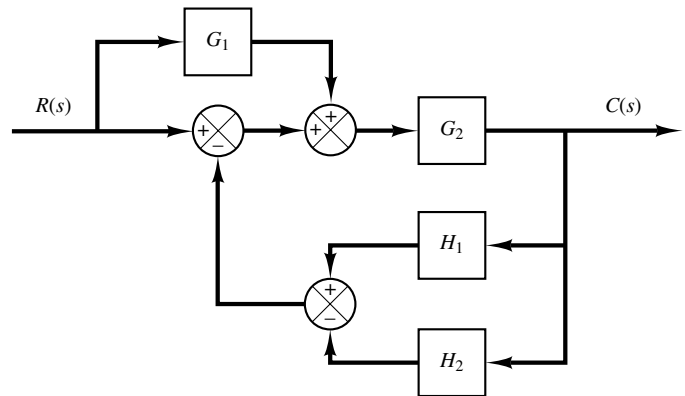 G₁
R(s)
C(s)
+
+
+
−
+
G₂
H₁
+
−
H₂